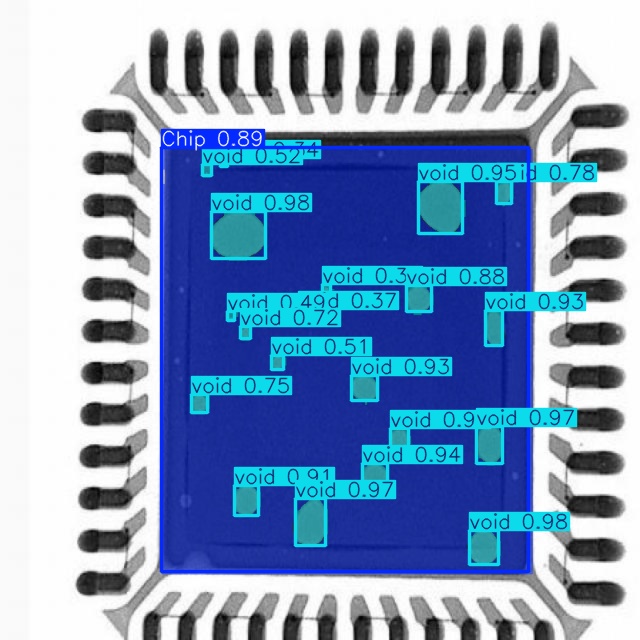 Chip 0.89
void 0.52
void 0.95
0.78
void 0.98
void 0.3
void 0.88
void 0.49
0.37
void 0.93
void 0.72
void 0.51
void 0.93
void 0.75
void 0.9
void 0.97
void 0.94
void 0.91
void 0.97
void 0.98